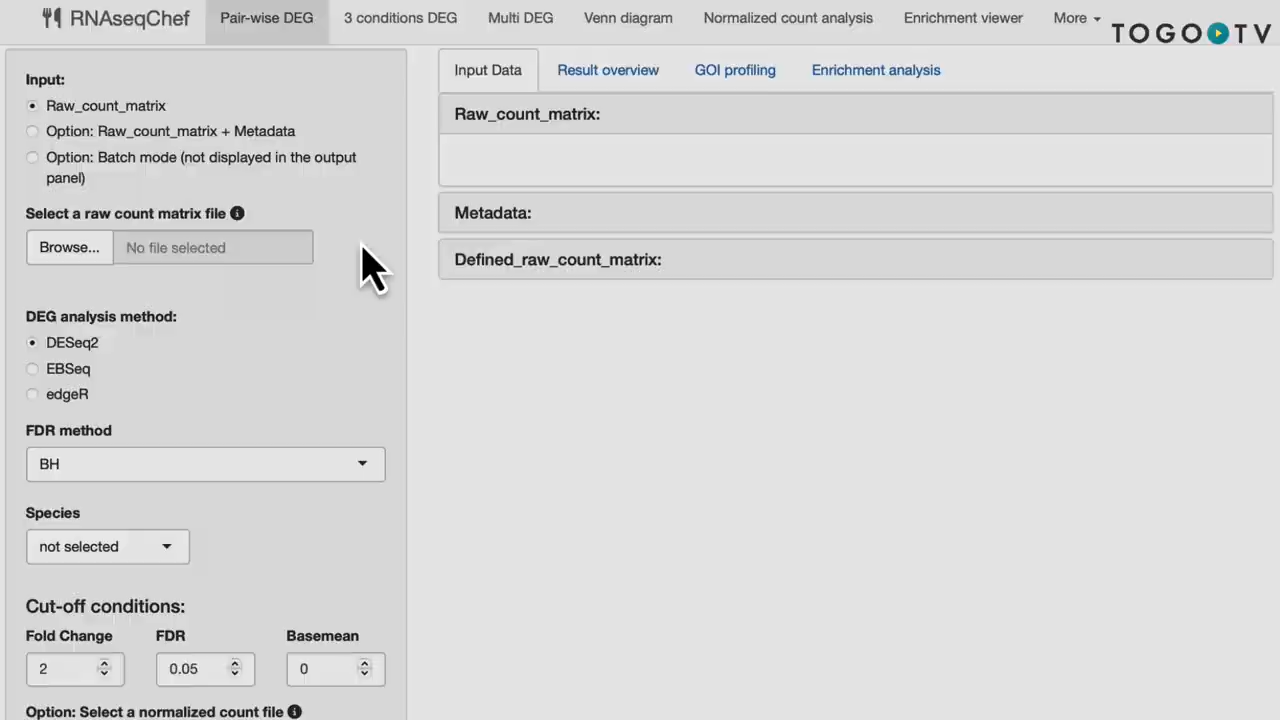 RNAseqChef
Pair-wise DEG
3 conditions DEG
Multi DEG
Venn diagram
Normalized count analysis
Enrichment viewer
More
TOGO TV
Input:
Raw_count_matrix
Option: Raw_count_matrix + Metadata
Option: Batch mode (not displayed in the output
panel)
Select a raw count matrix file
Browse...
No file selected
DEG analysis method:
DESeq2
EBSeq
edgeR
FDR method
BH
Species
not selected
Cut-off conditions:
Fold Change
FDR
Basemean
2
0.05
0
Option: Select a normalized count file
Input Data
Result overview
GOI profiling
Enrichment analysis
Raw_count_matrix:
Metadata:
Defined_raw_count_matrix: